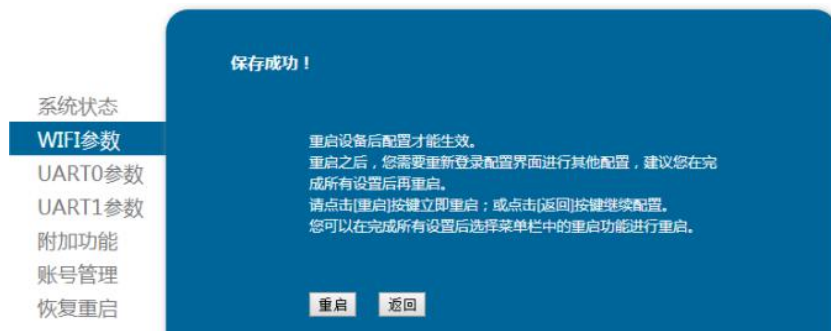 保存成功！
系统状态
WIFI参数
UART0参数
UART1参数
附加功能
账号管理
恢复重启
重启设备后配置才能生效。
重启之后，您需要重新登录配置界面进行其他配置，建议您在完
成所有设置后再重启。
请点击[重启]按键立即重启；或点击[返回]按键继续配置。
您可以在完成所有设置后选择菜单栏中的重启功能进行重启。
重启 返回